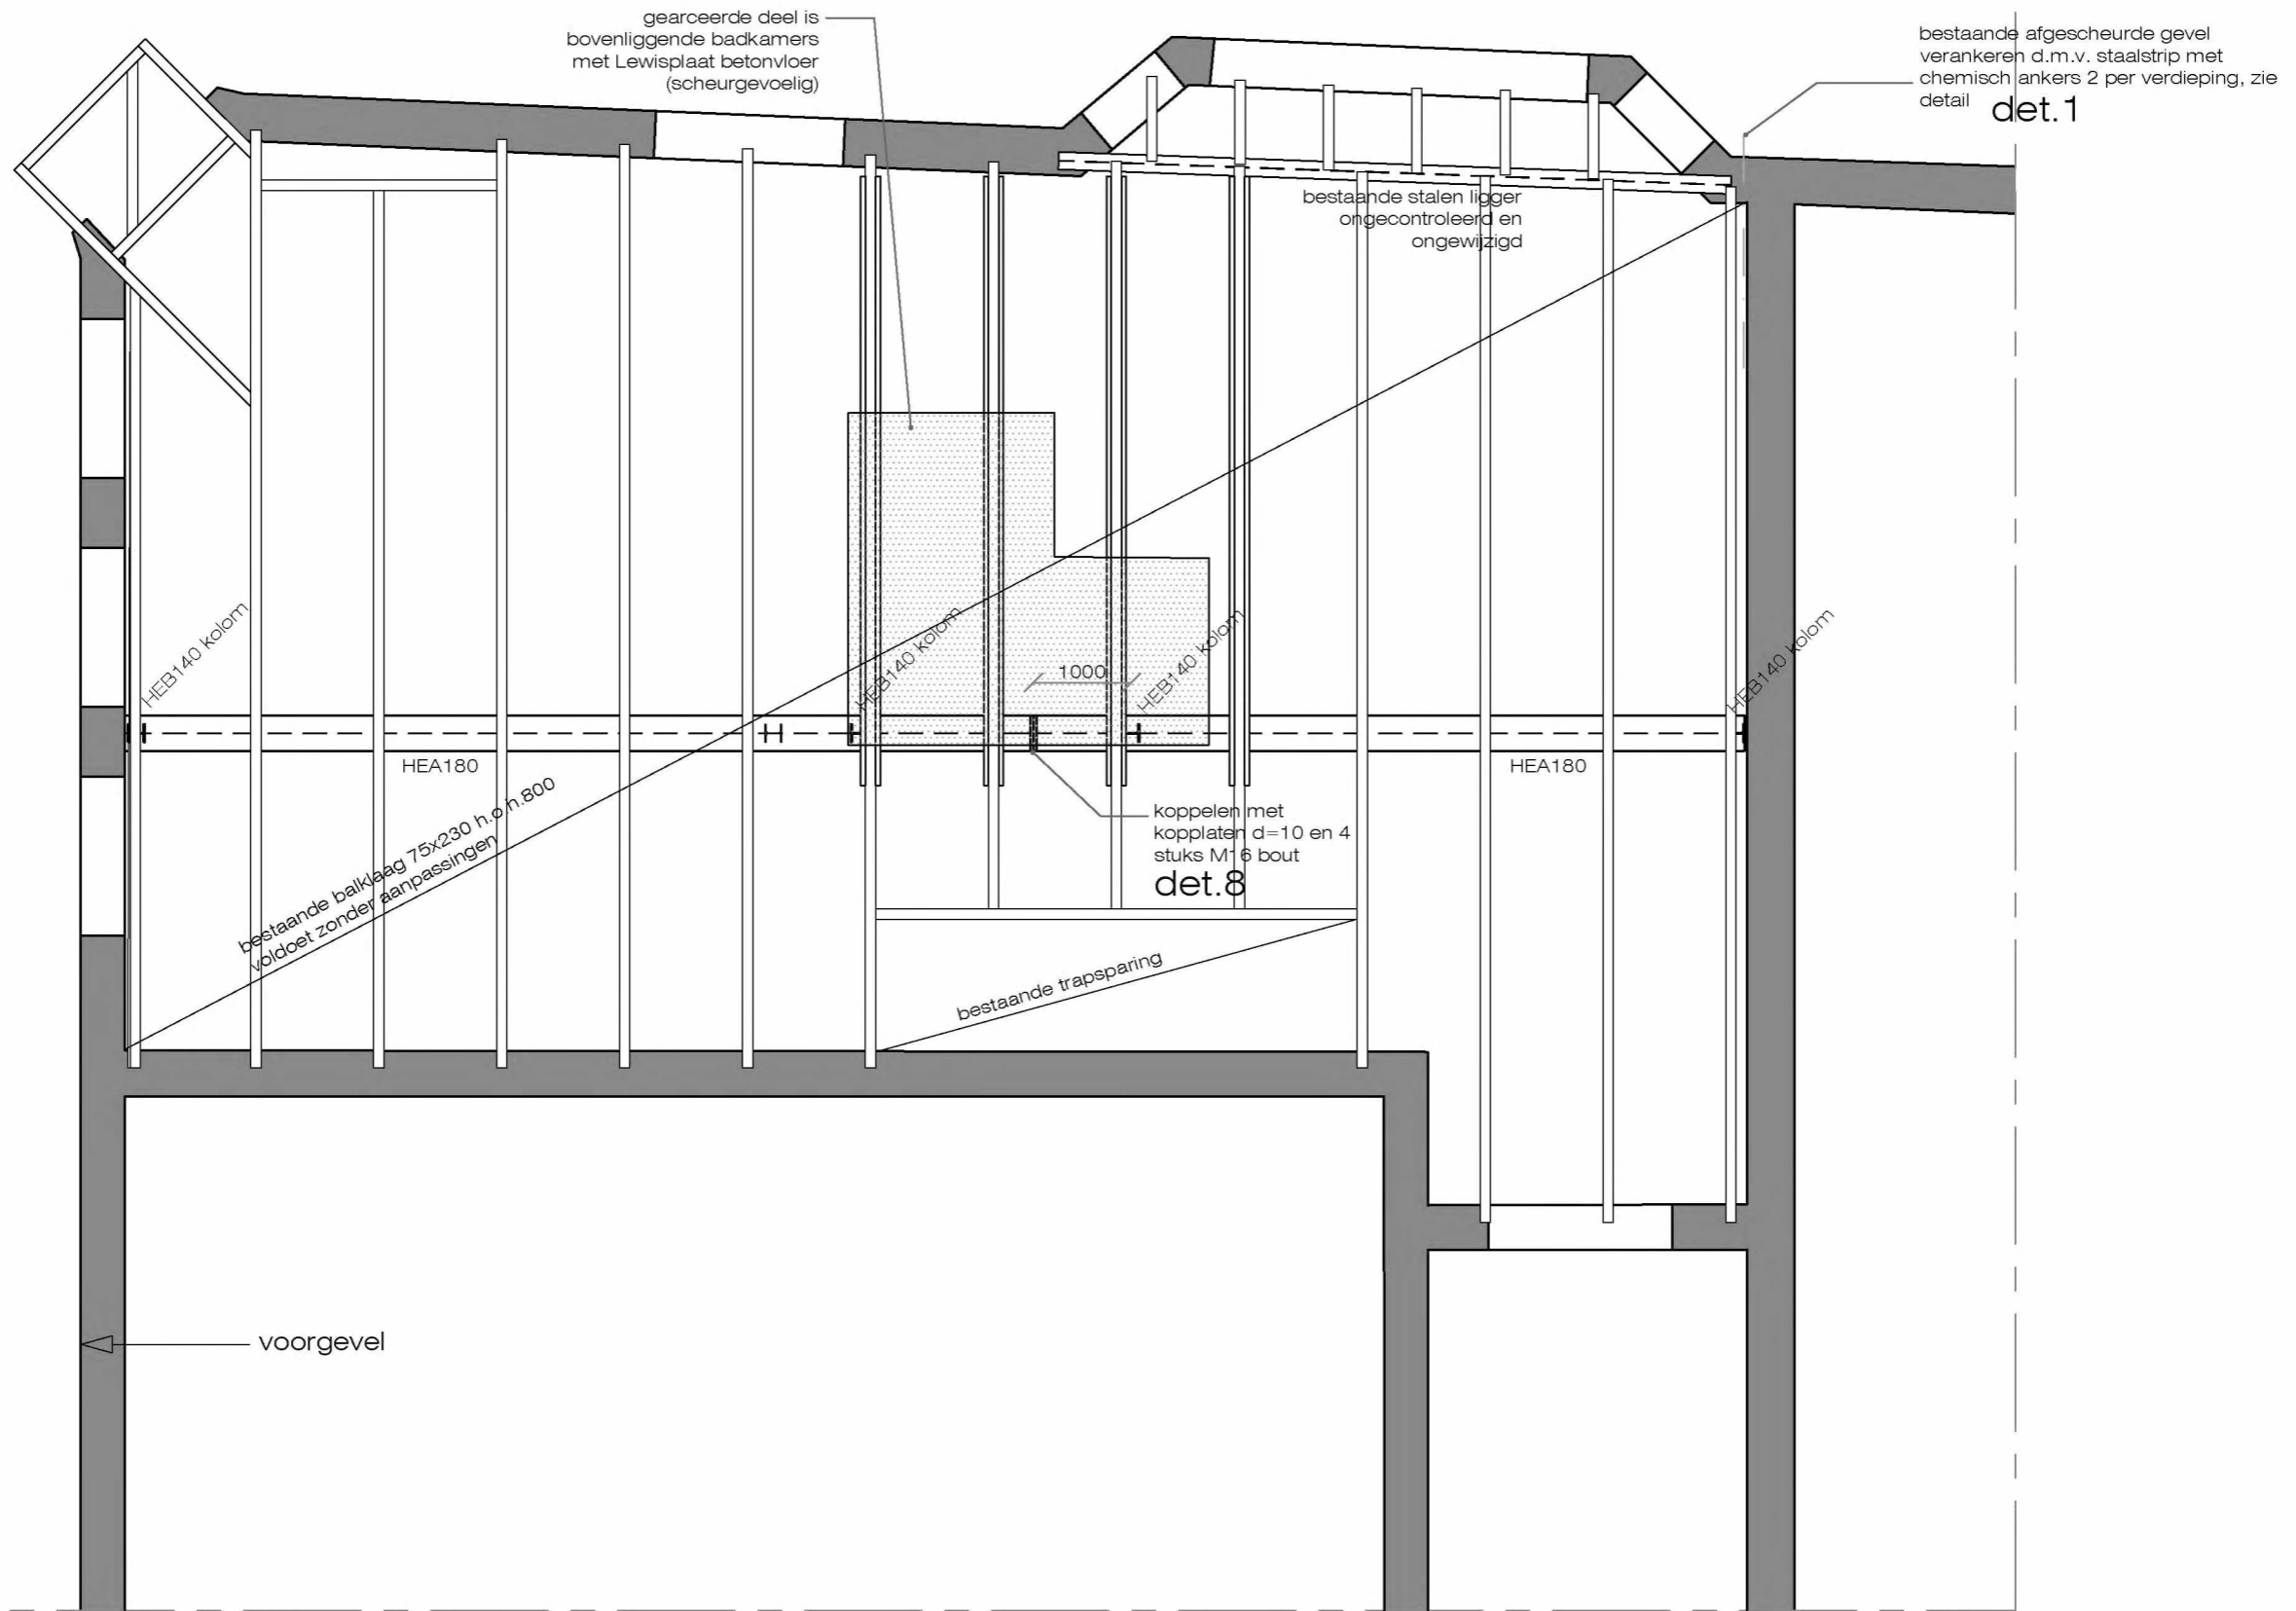 gearceerde deel is
bovenliggende badkamers
met Lewisplaat betonvloer
(scheurgevoelig)
bestaande afgescheurde gevel
verankeren d.m.v. staalstrip met
chemisch ankers 2 per verdieping, zie
detail det.1
bestaande stalen ligger
ongecontroleerd en
ongewijzigd
HEB140 kolom
HEB140 kolom
HEB140 kolom
HEB140 kolom
1000
HEA180
HEA180
bestaande balklaag 75x230 h.o.h.800
voldoet zonder aanpassingen
koppelen met
kopplaten d=10 en 4
stuks M16 bout
det.8
bestaande trapsparing
voorgevel